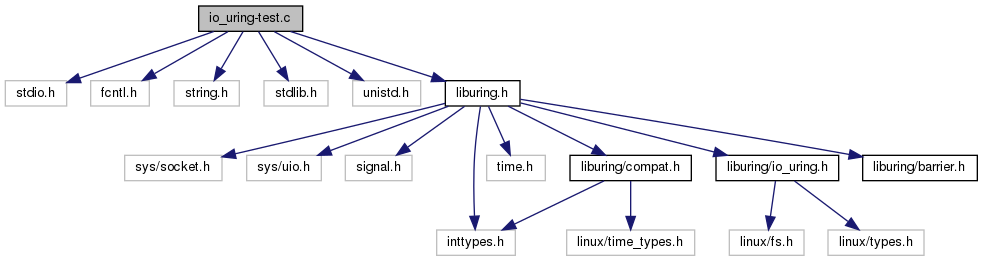 io_uring-test.c
stdio.h
fcntl.h
string.h
stdlib.h
unistd.h
liburing.h
sys/socket.h
sys/uio.h
signal.h
time.h
liburing/compat.h
liburing/io_uring.h
liburing/barrier.h
inttypes.h
linux/time_types.h
linux/fs.h
linux/types.h